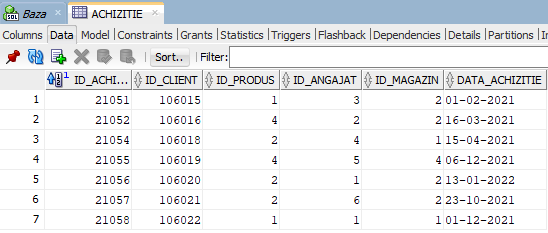 Baza × ACHIZITIE ×
Columns Data Model Constraints Grants Statistics Triggers Flashback Dependencies Details Partitions In
Sort.. Filter:
ID_ACHI... ID_CLIENT ID_PRODUS ID_ANGAJAT ID_MAGAZIN DATA_ACHIZITIE
1 21051 106015 1 3 2 01-02-2021
2 21052 106016 4 2 2 16-03-2021
3 21054 106018 2 4 1 15-04-2021
4 21055 106019 4 5 4 06-12-2021
5 21056 106020 2 1 2 13-01-2022
6 21057 106021 2 6 2 23-10-2021
7 21058 106022 1 1 1 01-12-2021